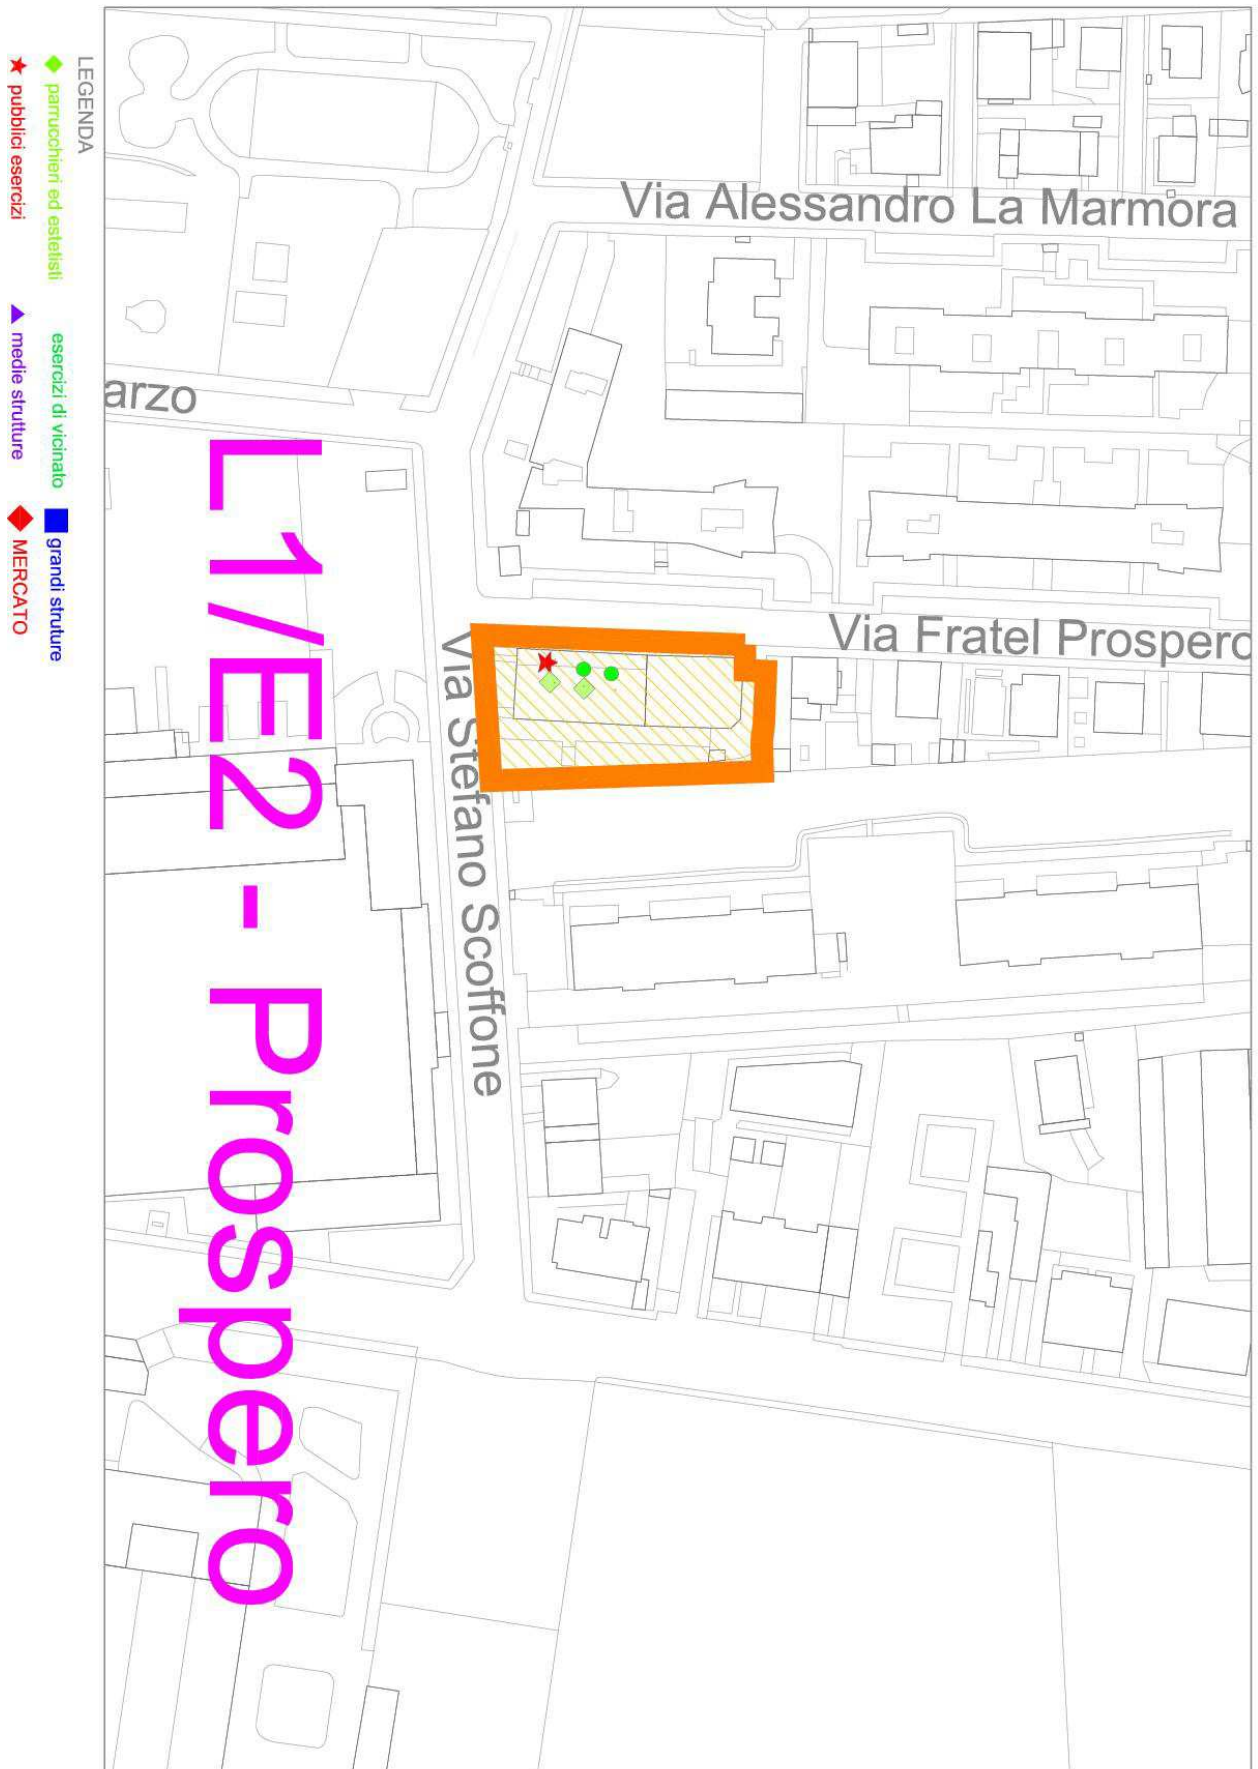 Via Alessandro La Marmora
arzo
Via Fratel Prospero
Via Stefano Scoffone
L1/E2 - Prospero
LEGENDA
parrucchieri ed estetisti
esercizi di vicinato
grandi struture
pubblici esercizi
medie strutture
MERCATO